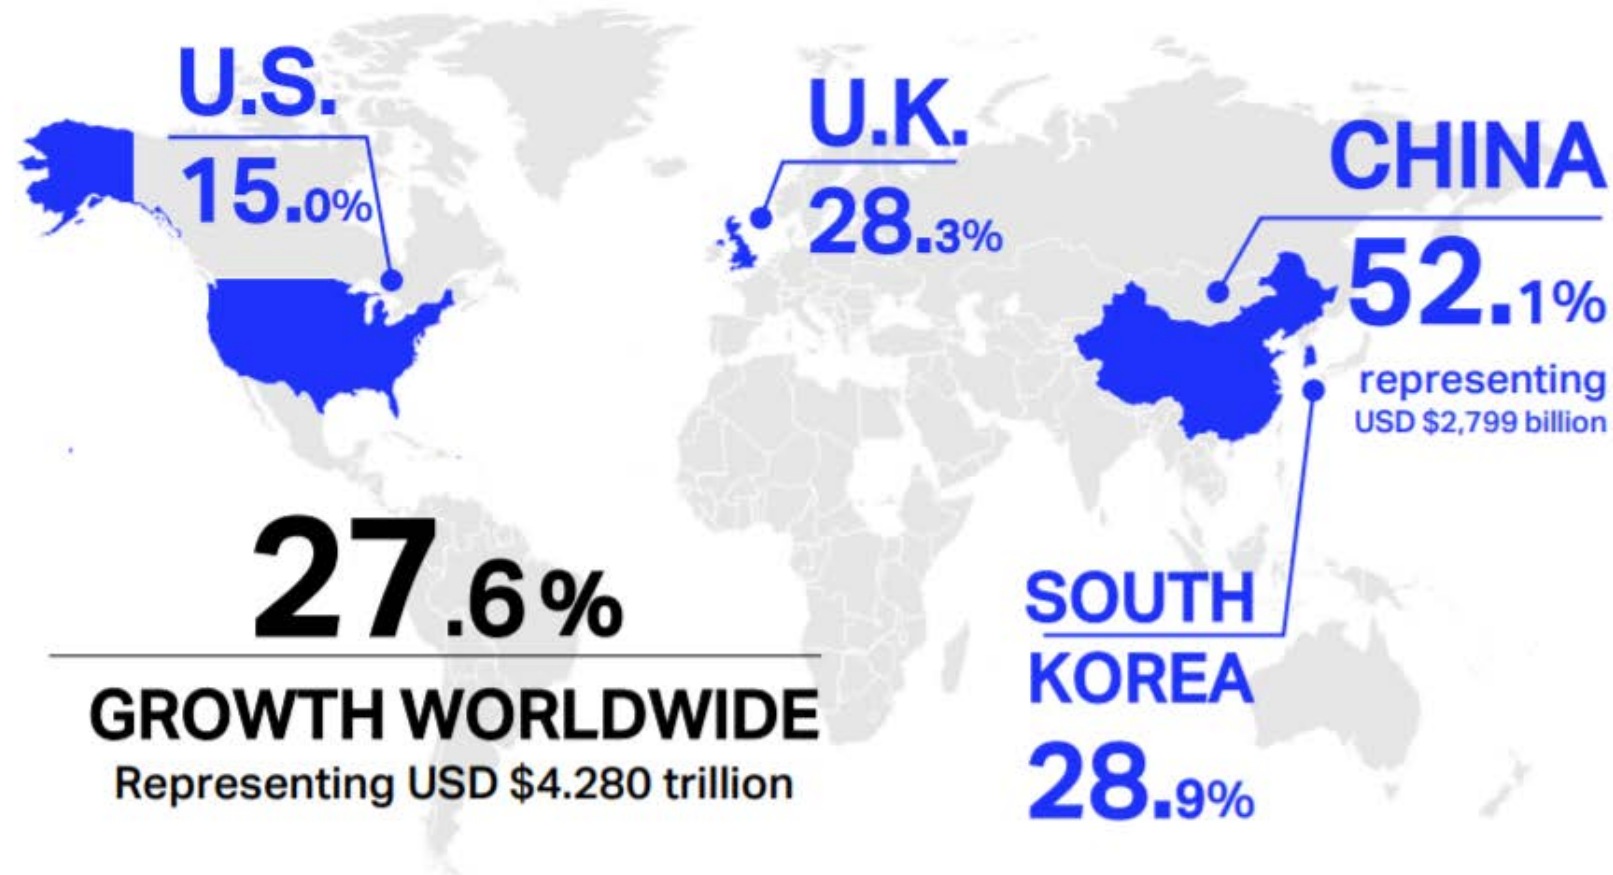 U.S.
15.0%
U.K.
28.3%
CHINA
52.1%
representing
USD $2,799 billion
27.6%
GROWTH WORLDWIDE
Representing USD $4.280 trillion
SOUTH
KOREA
28.9%